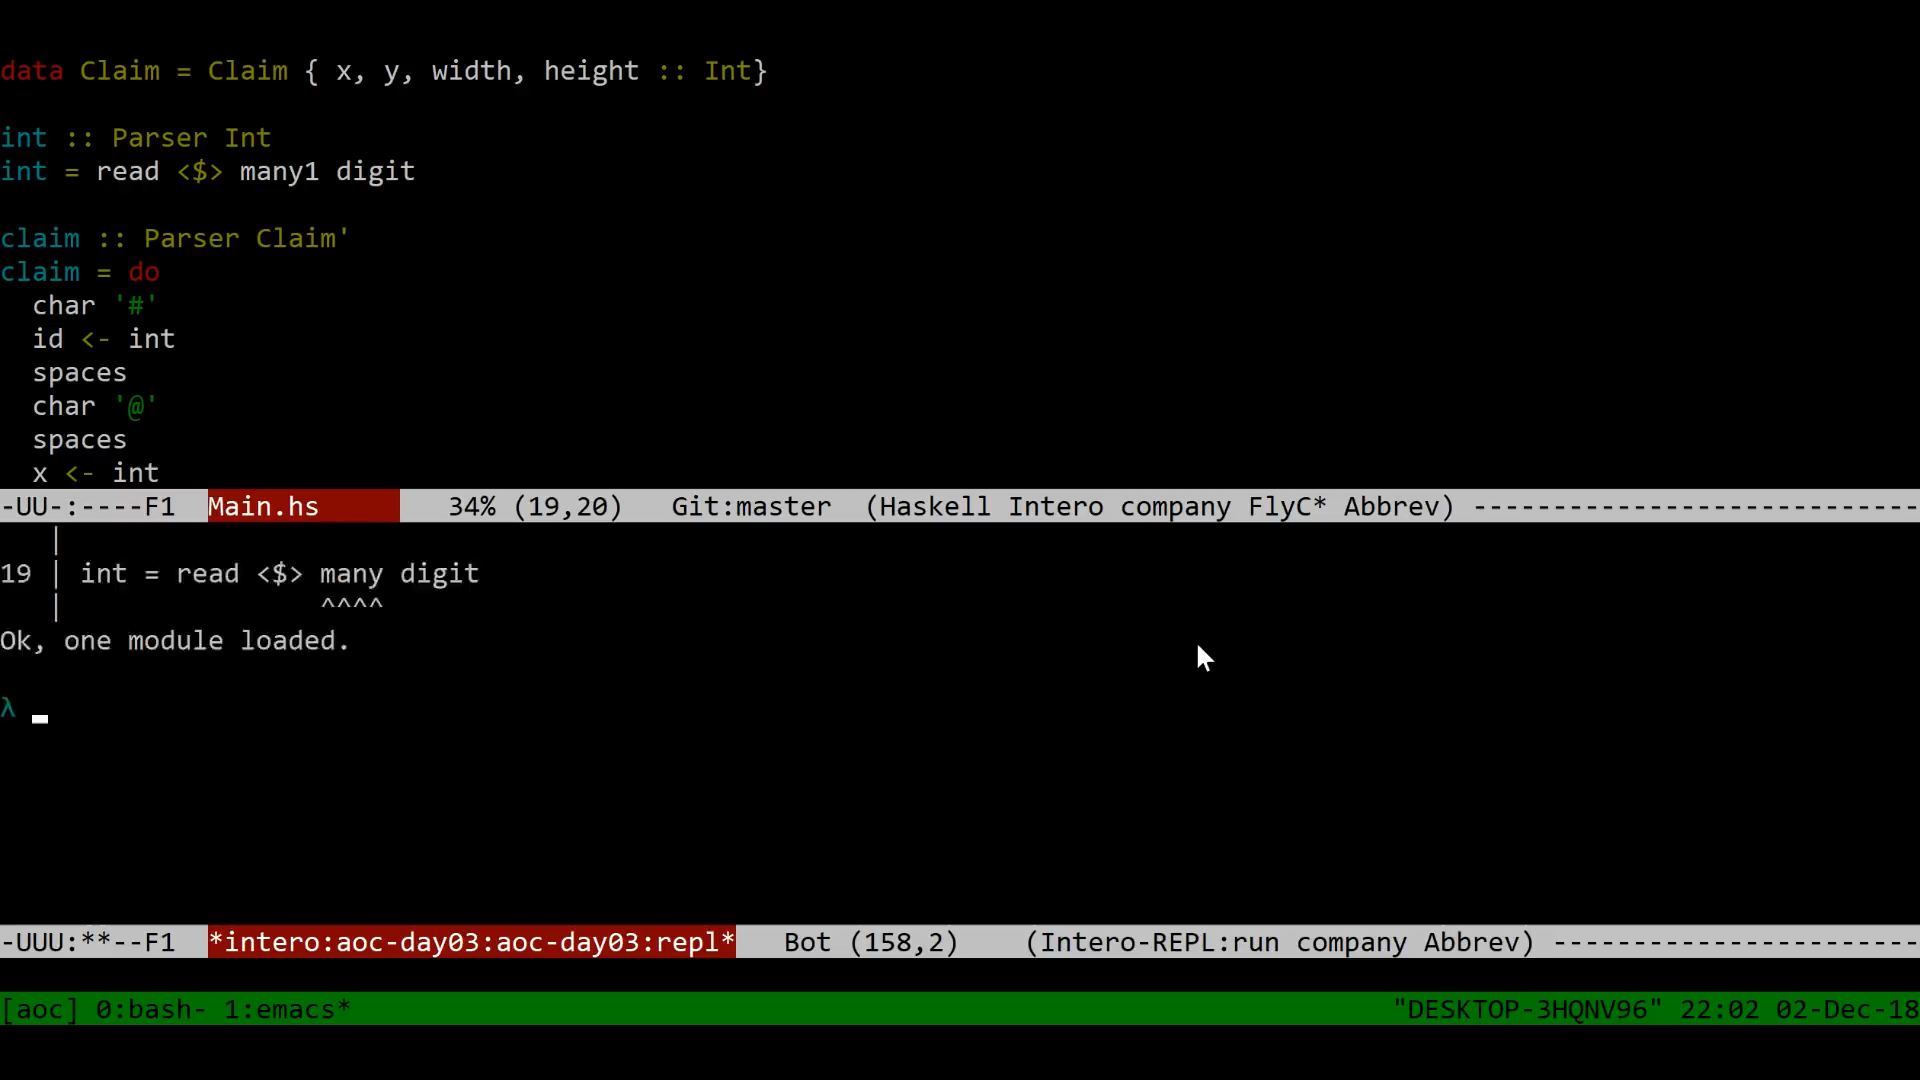 data Claim = Claim { x, y, width, height :: Int}
int :: Parser Int
int = read <$> many1 digit
claim :: Parser Claim'
claim = do
  char '#'
  id <- int
  spaces
  char '@'
  spaces
  x <- int
-UU-:----F1  Main.hs        34% (19,20)   Git:master  (Haskell Intero company FlyC* Abbrev) ----------------------------
   |
19 | int = read <$> many digit
   |                ^^^^
Ok, one module loaded.
λ
-UUU:**--F1  *intero:aoc-day03:aoc-day03:repl*   Bot (158,2)    (Intero-REPL:run company Abbrev) -----------------------
[aoc] 0:bash- 1:emacs*                                                                 "DESKTOP-3HQNV96" 22:02 02-Dec-18